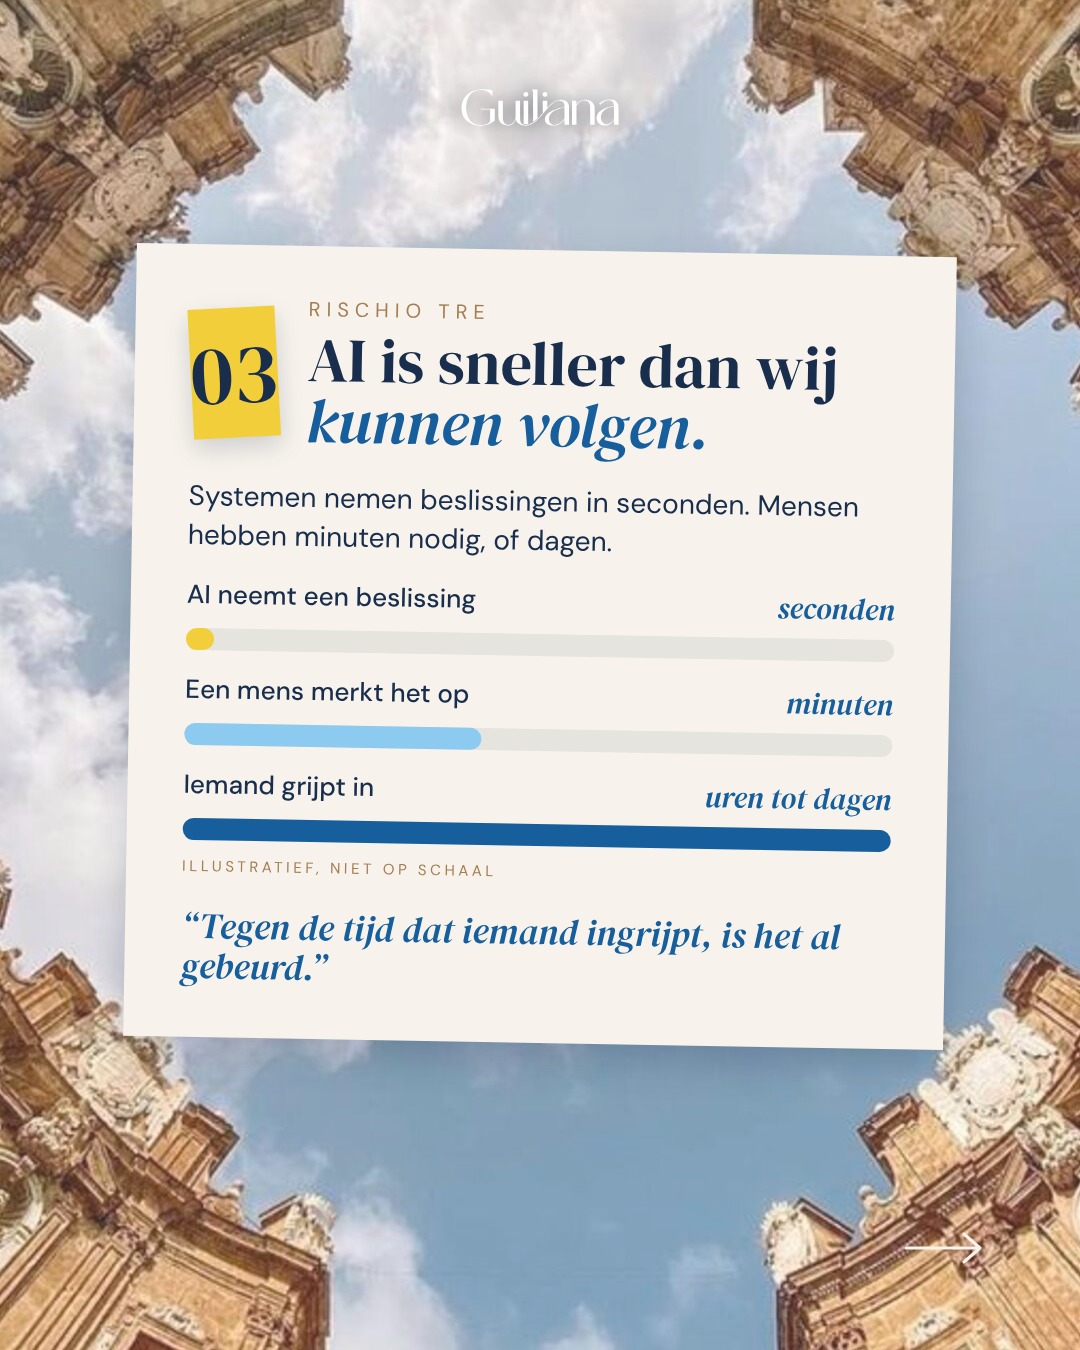 Guiliana
RISCHIO TRE
03
AI is sneller dan wij
kunnen volgen.
Systemen nemen beslissingen in seconden. Mensen
hebben minuten nodig, of dagen.
AI neemt een beslissing
seconden
Een mens merkt het op
minuten
Iemand grijpt in
uren tot dagen
ILLUSTRATIEF, NIET OP SCHAAL
“Tegen de tijd dat iemand ingrijpt, is het al
gebeurd.”